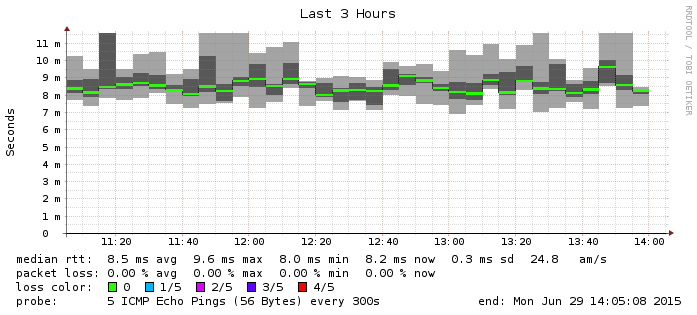 Last 3 Hours
RRDTOOL / TOBI OETIKER
Seconds
11 m
10 m
9 m
8 m
7 m
6 m
5 m
4 m
3 m
2 m
1 m
0
11:20 11:40 12:00 12:20 12:40 13:00 13:20 13:40 14:00
median rtt: 8.5 ms avg 9.6 ms max 8.0 ms min 8.2 ms now 0.3 ms sd 24.8 am/s
packet loss: 0.00 % avg 0.00 % max 0.00 % min 0.00 % now
loss color: 0 1/5 2/5 3/5 4/5
probe: 5 ICMP Echo Pings (56 Bytes) every 300s end: Mon Jun 29 14:05:08 2015